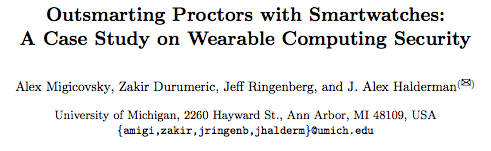 Outsmarting Proctors with Smartwatches:
A Case Study on Wearable Computing Security
Alex Migicovsky, Zakir Durumeric, Jeff Ringenberg, and J. Alex Halderman(✉)
University of Michigan, 2260 Hayward St., Ann Arbor, MI 48109, USA
{amigi,zakir,jringenb,jhalderm}@umich.edu